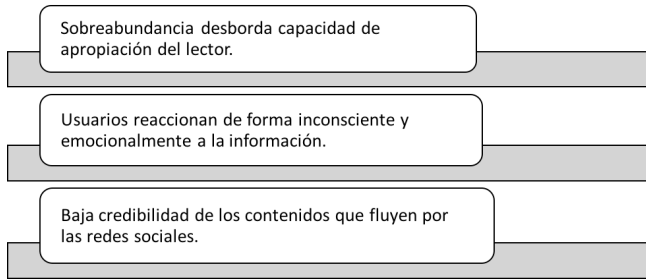 Sobreabundancia desborda capacidad de
apropiación del lector.
Usuarios reaccionan de forma inconsciente y
emocionalmente a la información.
Baja credibilidad de los contenidos que fluyen por
las redes sociales.